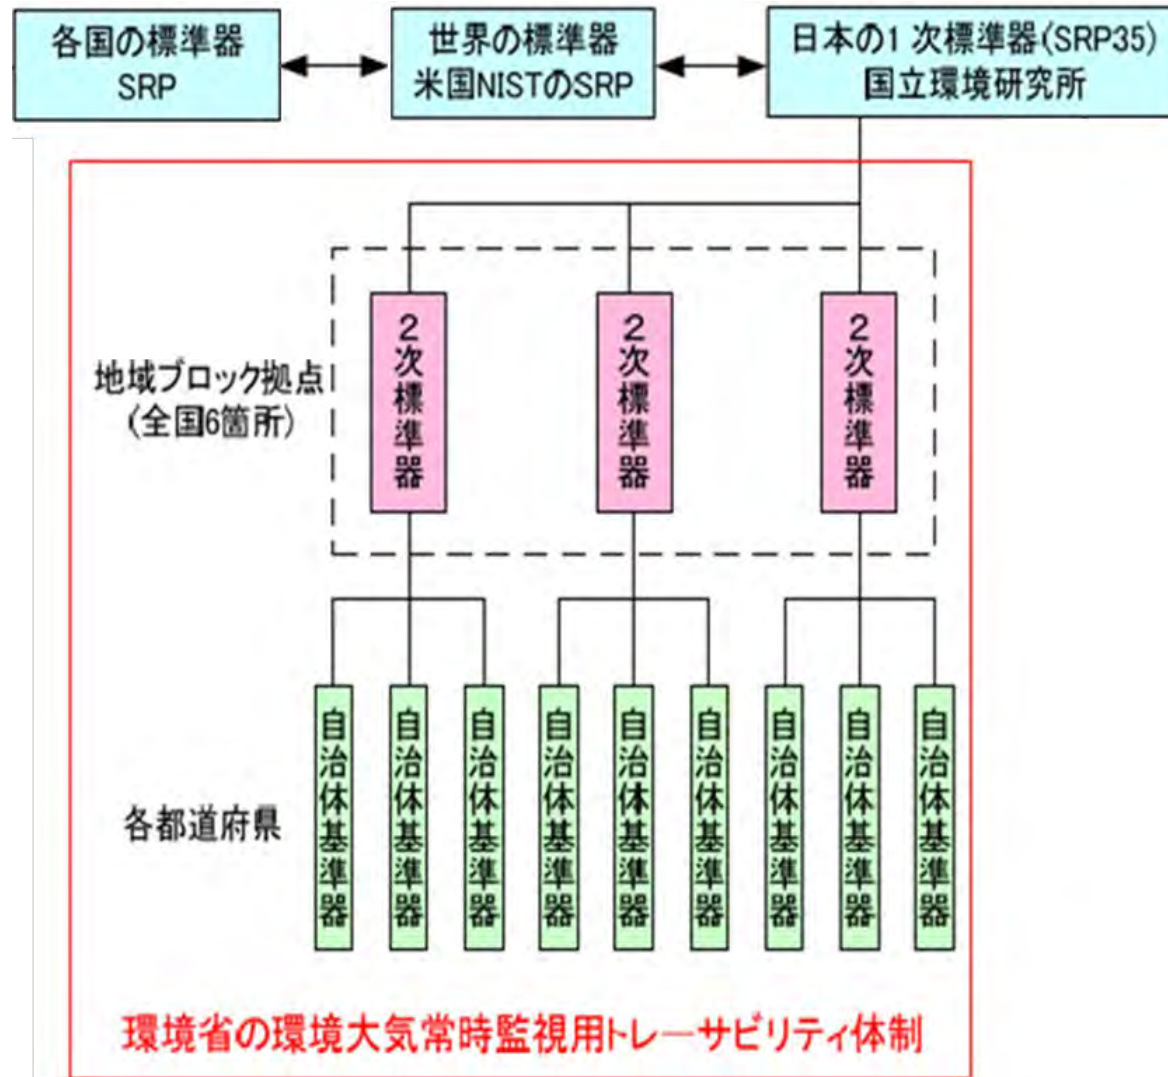 各国の標準器
SRP
世界の標準器
米国NISTのSRP
日本の1次標準器(SRP35)
国立環境研究所
地域ブロック拠点
(全国6箇所)
2次標準器
2次標準器
2次標準器
各都道府県
自治体基準器
自治体基準器
自治体基準器
自治体基準器
自治体基準器
自治体基準器
自治体基準器
自治体基準器
自治体基準器
環境省の環境大気常時監視用トレーサビリティ体制